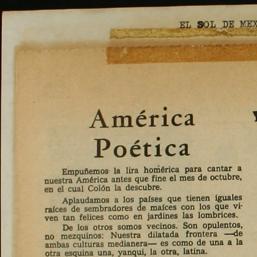 EL SOL DE MEX
América
Poética
Empuñemos la lira homérica para cantar a
nuestra América antes que fine el mes de octubre,
en el cual Colón la descubre.
Aplaudamos a los países que tienen iguales
raíces de sembradores de maíces con los que vi-
ven tan felices como en jardines las lombrices.
De los otros somos vecinos. Son opulentos,
no mezquinos: Nuestra dilatada frontera —de
ambas culturas medianera— es como de una a la
otra esquina una, yanqui, la otra, latina.